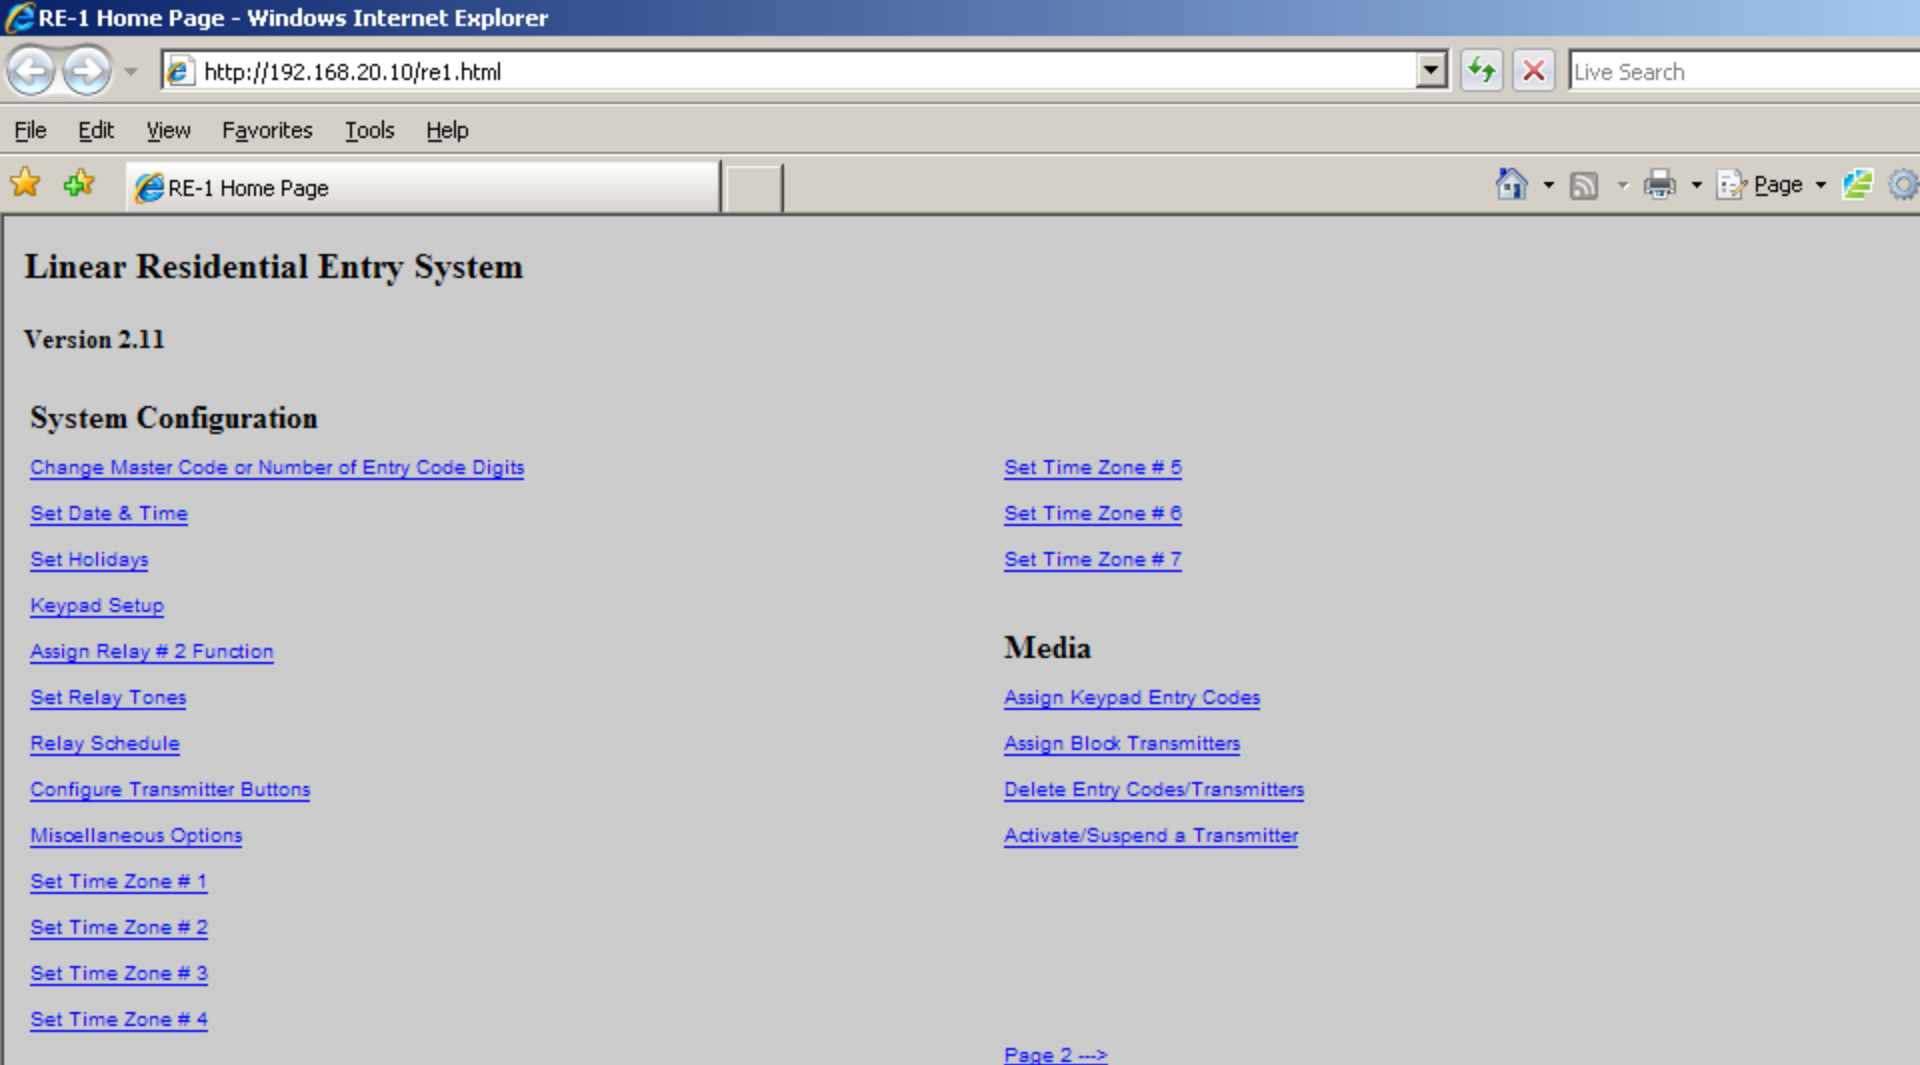 RE-1 Home Page - Windows Internet Explorer
http://192.168.20.10/re1.html
Live Search
File Edit View Favorites Tools Help
RE-1 Home Page
Page
Linear Residential Entry System
Version 2.11
System Configuration
Change Master Code or Number of Entry Code Digits
Set Date & Time
Set Holidays
Keypad Setup
Assign Relay # 2 Function
Set Relay Tones
Relay Schedule
Configure Transmitter Buttons
Miscellaneous Options
Set Time Zone # 1
Set Time Zone # 2
Set Time Zone # 3
Set Time Zone # 4
Set Time Zone # 5
Set Time Zone # 6
Set Time Zone # 7
Media
Assign Keypad Entry Codes
Assign Block Transmitters
Delete Entry Codes/Transmitters
Activate/Suspend a Transmitter
Page 2 --->